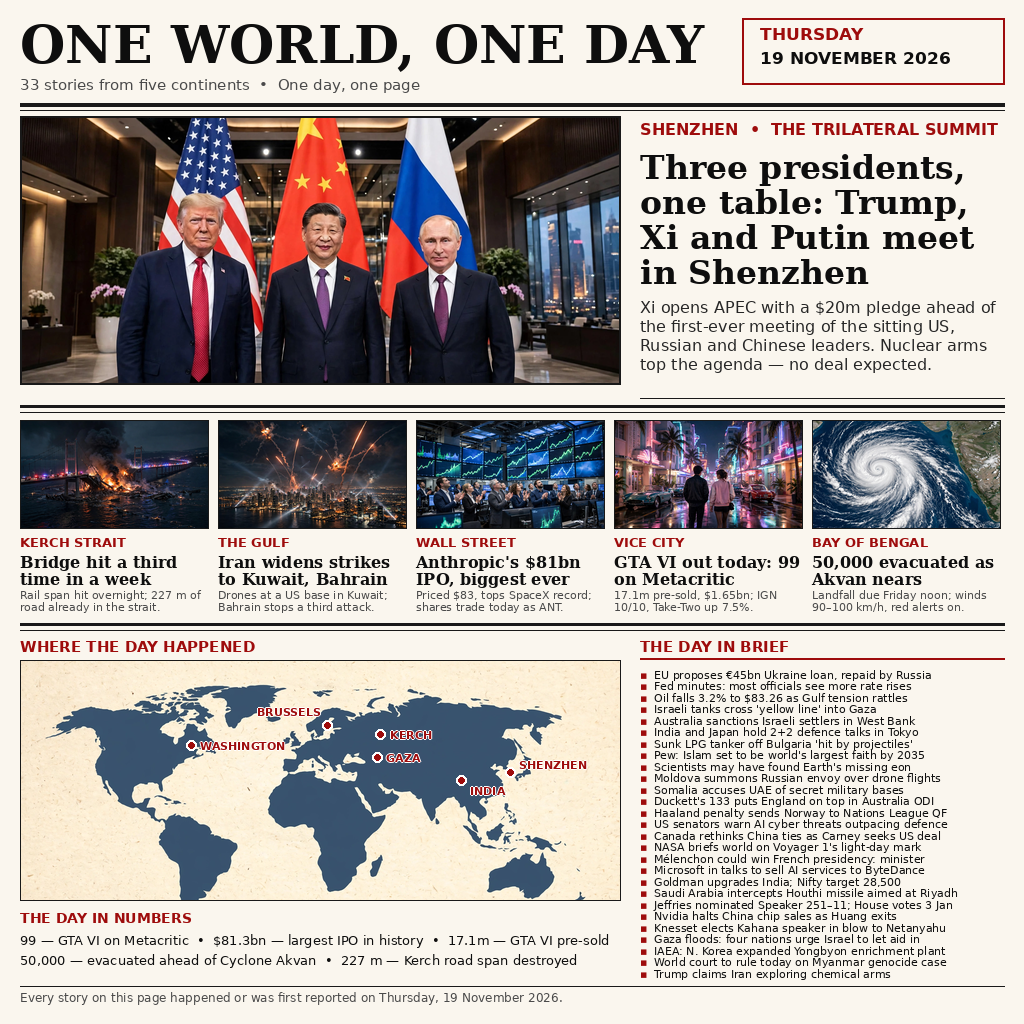 ONE WORLD, ONE DAY
33 stories from five continents • One day, one page
THURSDAY
19 NOVEMBER 2026
SHENZHEN • THE TRILATERAL SUMMIT
Three presidents,
one table: Trump,
Xi and Putin meet
in Shenzhen
Xi opens APEC with a $20m pledge ahead of
the first-ever meeting of the sitting US,
Russian and Chinese leaders. Nuclear arms
top the agenda — no deal expected.
KERCH STRAIT
Bridge hit a third
time in a week
Rail span hit overnight; 227 m of
road already in the strait.
THE GULF
Iran widens strikes
to Kuwait, Bahrain
Drones at a US base in Kuwait;
Bahrain stops a third attack.
WALL STREET
Anthropic's $81bn
IPO, biggest ever
Priced $83, tops SpaceX record;
shares trade today as ANT.
VICE CITY
GTA VI out today: 99
on Metacritic
17.1m pre-sold, $1.65bn; IGN
10/10, Take-Two up 7.5%.
BAY OF BENGAL
50,000 evacuated as
Akvan nears
Landfall due Friday noon; winds
90–100 km/h, red alerts on.
WHERE THE DAY HAPPENED
BRUSSELS
KERCH
WASHINGTON
GAZA
SHENZHEN
INDIA
THE DAY IN NUMBERS
99 — GTA VI on Metacritic • $81.3bn — largest IPO in history • 17.1m — GTA VI pre-sold
50,000 — evacuated ahead of Cyclone Akvan • 227 m — Kerch road span destroyed
THE DAY IN BRIEF
EU proposes €45bn Ukraine loan, repaid by Russia
Fed minutes: most officials see more rate rises
Oil falls 3.2% to $83.26 as Gulf tension rattles
Israeli tanks cross 'yellow line' into Gaza
Australia sanctions Israeli settlers in West Bank
India and Japan hold 2+2 defence talks in Tokyo
Sunk LPG tanker off Bulgaria 'hit by projectiles'
Pew: Islam set to be world's largest faith by 2035
Scientists may have found Earth's missing eon
Moldova summons Russian envoy over drone flights
Somalia accuses UAE of secret military bases
Duckett's 133 puts England on top in Australia ODI
Haaland penalty sends Norway to Nations League QF
US senators warn AI cyber threats outpacing defence
Canada rethinks China ties as Carney seeks US deal
NASA briefs world on Voyager 1's light-day mark
Mélenchon could win French presidency: minister
Microsoft in talks to sell AI services to ByteDance
Goldman upgrades India; Nifty target 28,500
Saudi Arabia intercepts Houthi missile aimed at Riyadh
Jeffries nominated Speaker 251–11; House votes 3 Jan
Nvidia halts China chip sales as Huang exits
Knesset elects Kahana speaker in blow to Netanyahu
Gaza floods: four nations urge Israel to let aid in
IAEA: N. Korea expanded Yongbyon enrichment plant
World court to rule today on Myanmar genocide case
Trump claims Iran exploring chemical arms
Every story on this page happened or was first reported on Thursday, 19 November 2026.